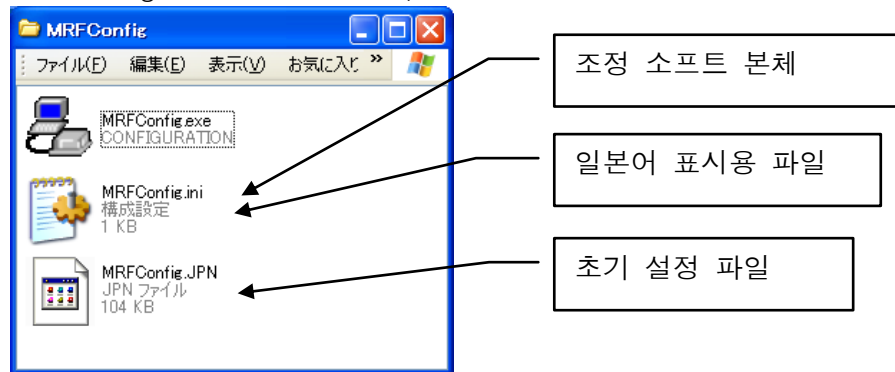 MRFConfig
ファイル(F) 編集(E) 表示(V) お気に入り »
MRFConfig.exe
CONFIGURATION
MRFConfig.ini
構成設定
1 KB
MRFConfig.JPN
JPN ファイル
104 KB
조정 소프트 본체
일본어 표시용 파일
초기 설정 파일